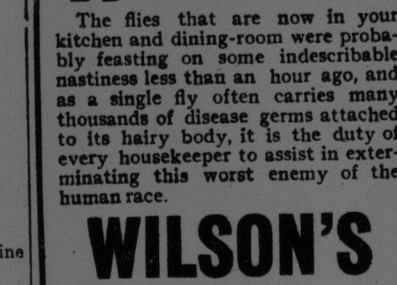 The flies that are now in your
kitchen and dining-room were proba-
bly feasting on some indescribable
nastiness less than an hour ago, and
as a single fly often carries many
thousands of disease germs attached
to its hairy body, it is the duty of
every housekeeper to assist in exter-
minating this worst enemy of the
human race.
WILSON'S
ine